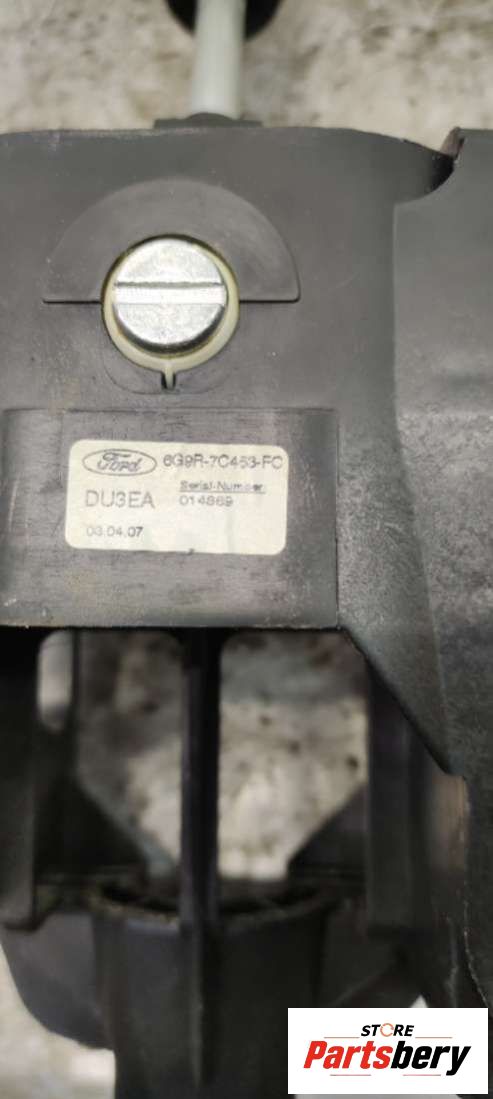 Ford 6G9R-7C453-FC
Serial-Number
DU3EA 014869
03.04.07
STORE
Partsbery